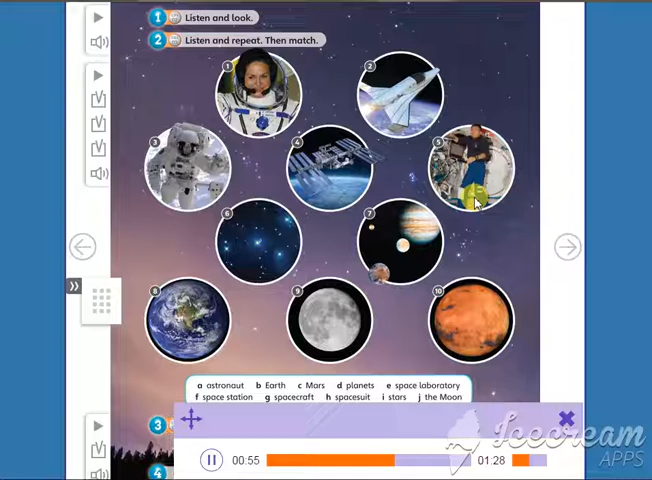 1 Listen and look.
2 Listen and repeat. Then match.
1
2
3
4
5
6
7
8
9
10
a astronaut b Earth c Mars d planets e space laboratory
f space station g spacecraft h spacesuit i stars j the Moon
3
4
00:55
01:28
Icecream
APPS